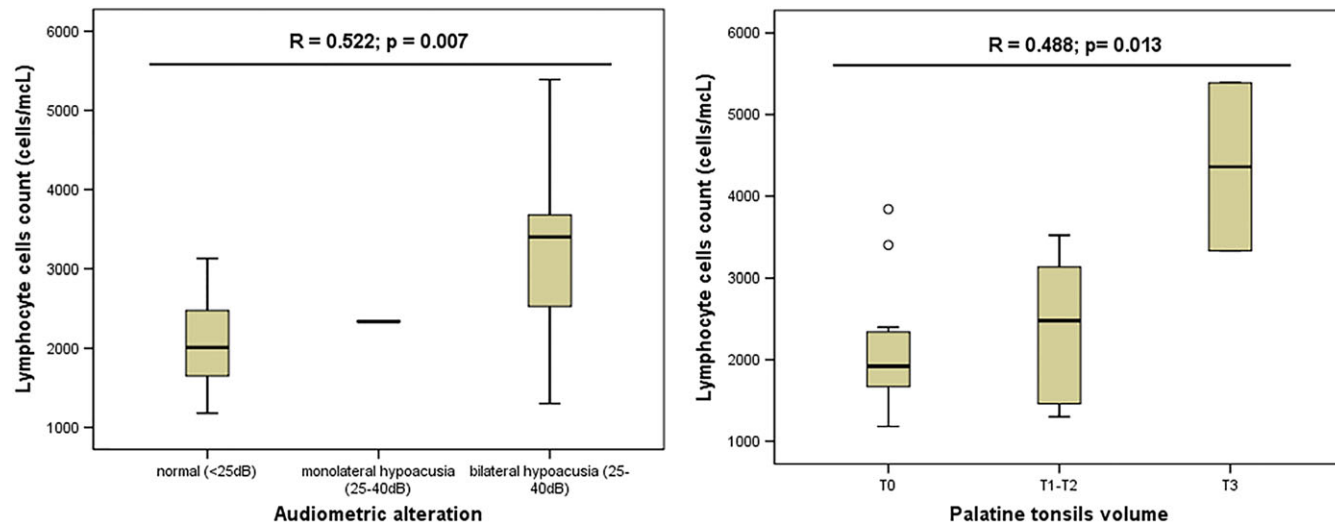 R = 0.522; p = 0.007
Lymphocyte cells count (cells/mcL)
6000
5000
4000
3000
2000
1000
normal (<25dB)
monolateral hypoacusia
(25-40dB)
bilateral hypoacusia (25-
40dB)
Audiometric alteration
R = 0.488; p= 0.013
Lymphocyte cells count (cells/mcL)
6000
5000
4000
3000
2000
1000
T0
T1-T2
T3
Palatine tonsils volume